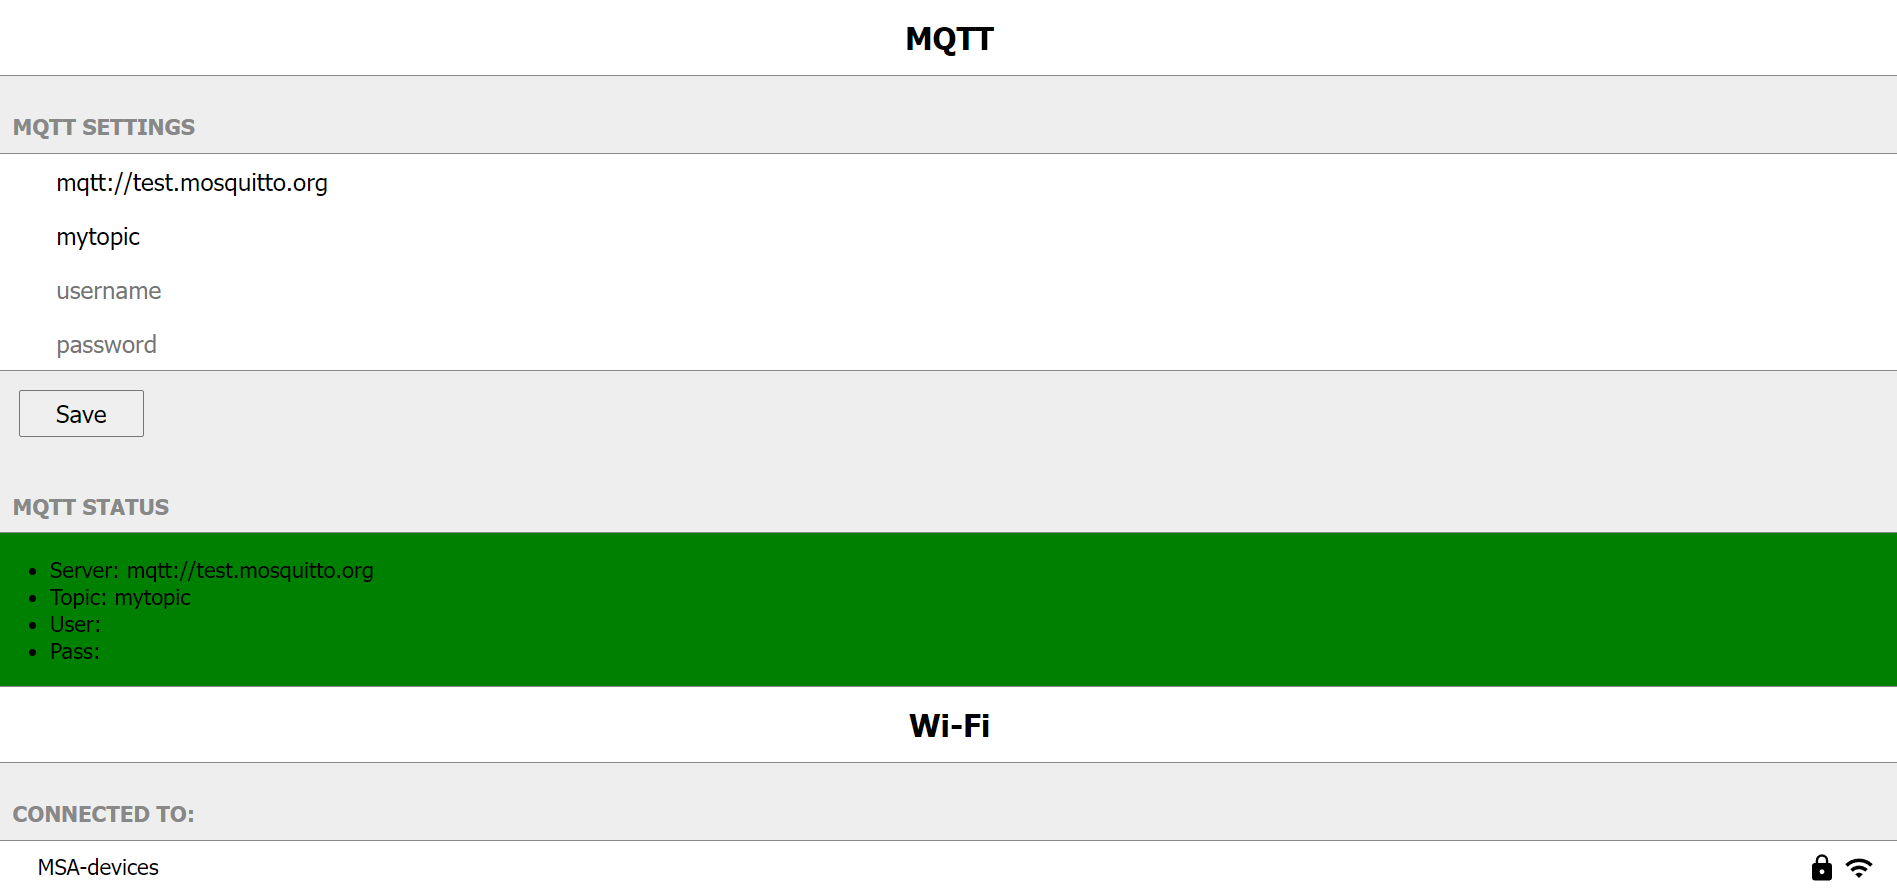 MQTT
MQTT SETTINGS
mqtt://test.mosquitto.org
mytopic
username
password
Save
MQTT STATUS
• Server: mqtt://test.mosquitto.org
• Topic: mytopic
• User:
• Pass:
Wi-Fi
CONNECTED TO:
MSA-devices